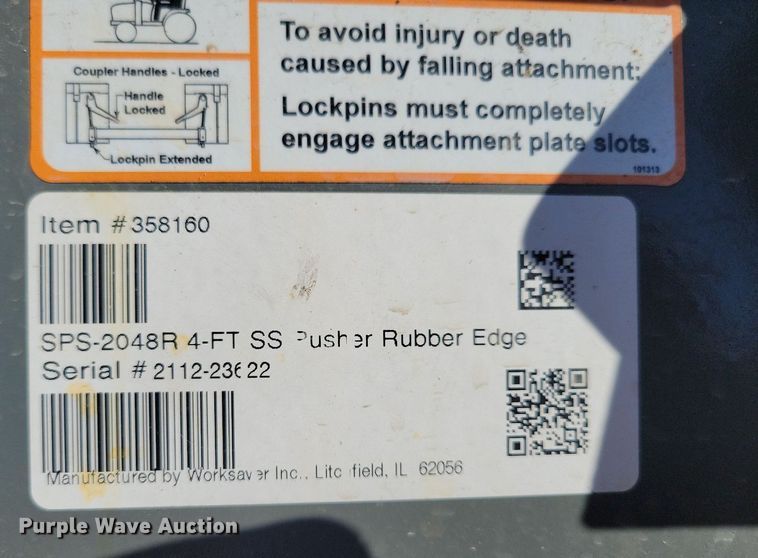 To avoid injury or death
caused by falling attachment:
Lockpins must completely
engage attachment plate slots.
101313
Coupler Handles - Locked
Handle
Locked
Lockpin Extended
Item # 358160
SPS-2048R 4-FT SS Pusher Rubber Edge
Serial #
Manufactured by Worksaver Inc., Litchfield, IL 62056
Purple Wave Auction